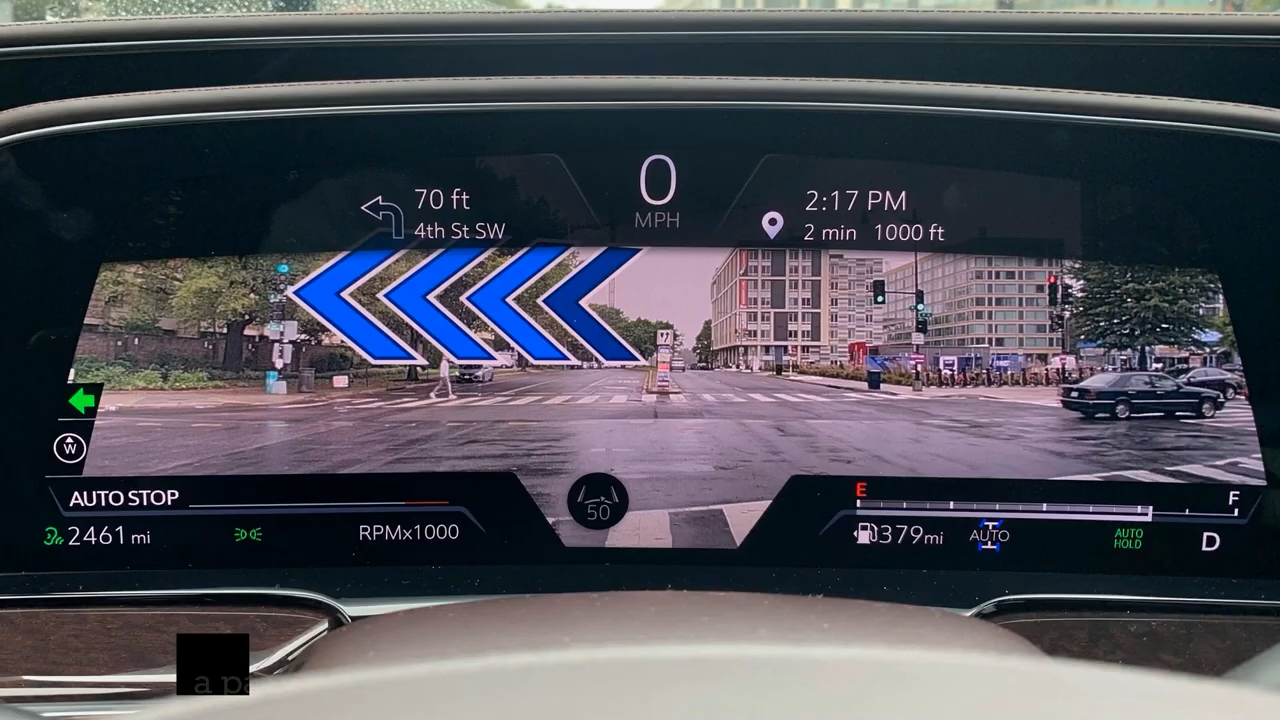 0
MPH
70 ft
4th St SW
2:17 PM
2 min 1000 ft
W
AUTO STOP
2461 mi
RPMx1000
50
E
F
379mi
AUTO
AUTO
HOLD
D
a pa